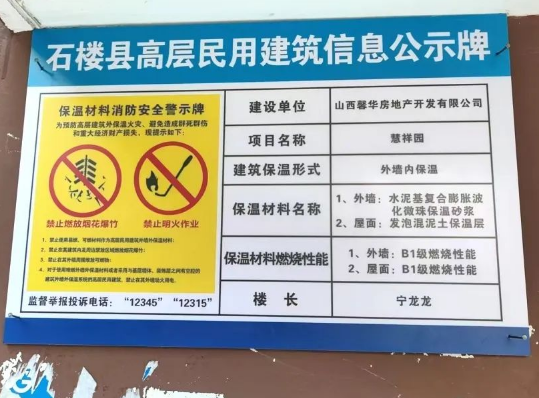 石楼县高层民用建筑信息公示牌
保温材料消防安全警示牌
为预防高层建筑外保温火灾、避免造成群死群伤
和重大经济财产损失，现提示如下：
禁止燃放烟花爆竹
禁止明火作业
监督举报投诉电话：“12345” “12315”
建设单位
山西馨华房地产开发有限公司
项目名称
慧祥园
建筑保温形式
外墙内保温
保温材料名称
1、外墙：水泥基复合膨胀玻
化微珠保温砂浆
2、屋面：发泡混泥土保温层
保温材料燃烧性能
1、外墙：B1级燃烧性能
2、屋面：B1级燃烧性能
楼 长
宁龙龙